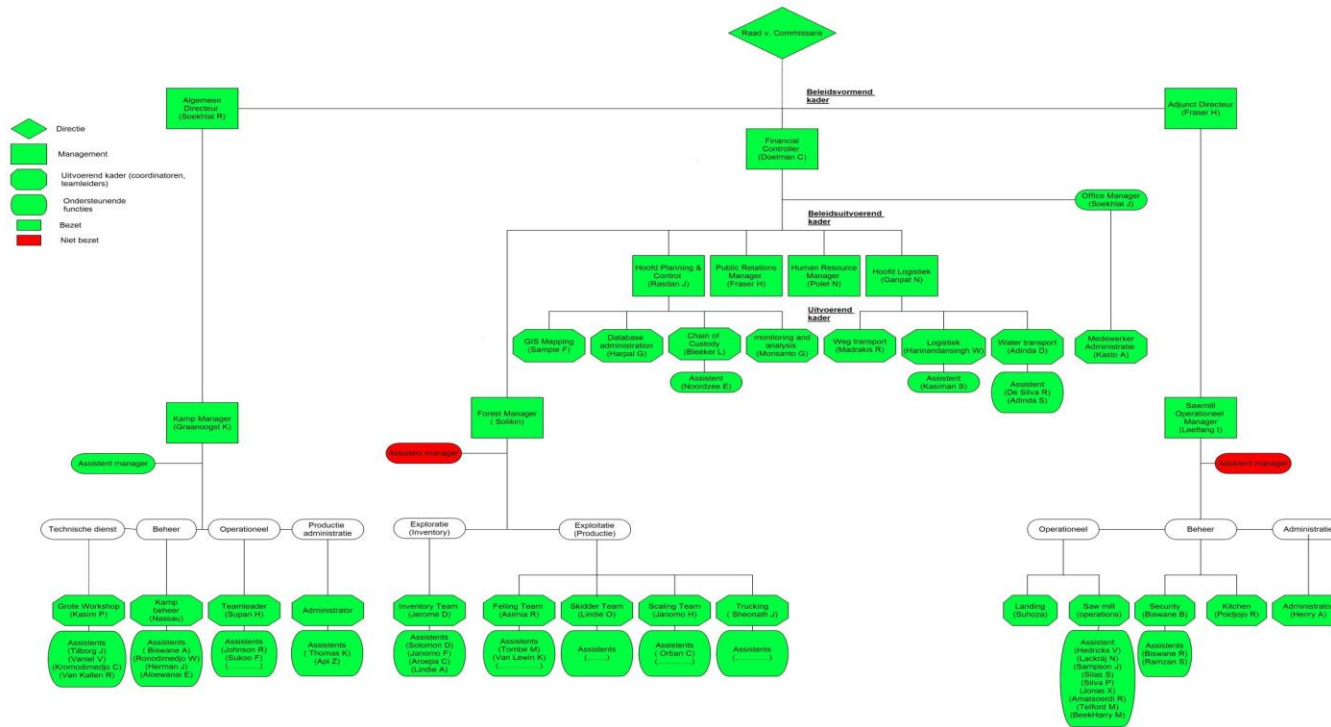 Raad v. Commissaris
Algemeen
Directeur
(Soekhlal R)
Beleidsvormend
kader
Adjunct Directeur
(Fraser H)
Financial
Controller
(Doelman C)
Directie
Management
Uitvoerend kader (coordinatoren,
teamleiders)
Ondersteunende
functies
Bezet
Niet bezet
Office Manager
(Soekhlal J)
Beleidsuitvoerend
kader
Hoofd Planning &
Control
(Rasdan J)
Public Relations
Manager
(Fraser H)
Human Resource
Manager
(Polet N)
Hoofd Logistiek
(Ganpat N)
Uitvoerend
kader
GIS Mapping
(Sampie F)
Database
administration
(Harpal G)
Chain of
Custody
(Bleeker L)
monitoring and
analysis
(Monsanto G)
Weg transport
(Madrakis R)
Logistiek
(Harinandansingh W)
Water transport
(Adinda D)
Medewerker
Administratie
(Kasto A)
Assistent
(Noordzee E)
Assistent
(Kasiman S)
Assistent
(De Silva R)
(Adinda S)
Kamp Manager
(Graanoogst K)
Forest Manager
( Solikin)
Sawmill
Operationeel
Manager
(Leeflang I)
Assistent manager
Assistent manager
Assistent manager
Technische dienst
Beheer
Operationeel
Productie
administratie
Exploratie
(Inventory)
Exploitatie
(Productie)
Operationeel
Beheer
Administratie
Grote Workshop
(Kasim P)
Kamp
beheer
(Nassau)
Teamleader
(Supari H)
Administrator
Inventory Team
(Jerome D)
Felling Team
(Asimia R)
Skidder Team
(Lindie O)
Scaling Team
(Janomo H)
Trucking
( Sheonath J)
Landing
(Suhoza)
Saw mill
(operations)
Security
(Biswane B)
Kitchen
(Poidjojo R)
Administrator
(Henry A)
Assistents
(Tilborg J)
(Vaniel V)
(Kromodimedjo C)
(Van Kallen R)
Assistents
( Biswane A)
(Ronodimedjo W)
(Herman J)
(Aloewanai E)
Assistents
(Johnson R)
(Sukoo F)
(..............)
Assistents
( Thomas K)
(Api Z)
Assistents
(Solomon D)
(Janomo F)
(Aroepa C)
(Lindie A)
Assistents
(Tombe M)
(Van Lewin K)
(................)
Assistents
(........)
Assistents
( Orban C)
(..............)
Assistents
(..............)
Assistent
(Hedricks V)
(Lackraj N)
(Sampson J)
(Silas S)
(Silva P)
(Jonas X)
(Amatsoerdi R)
(Telford M)
(BeekHarry M)
Assistents
(Biswane R)
(Ramzan S)